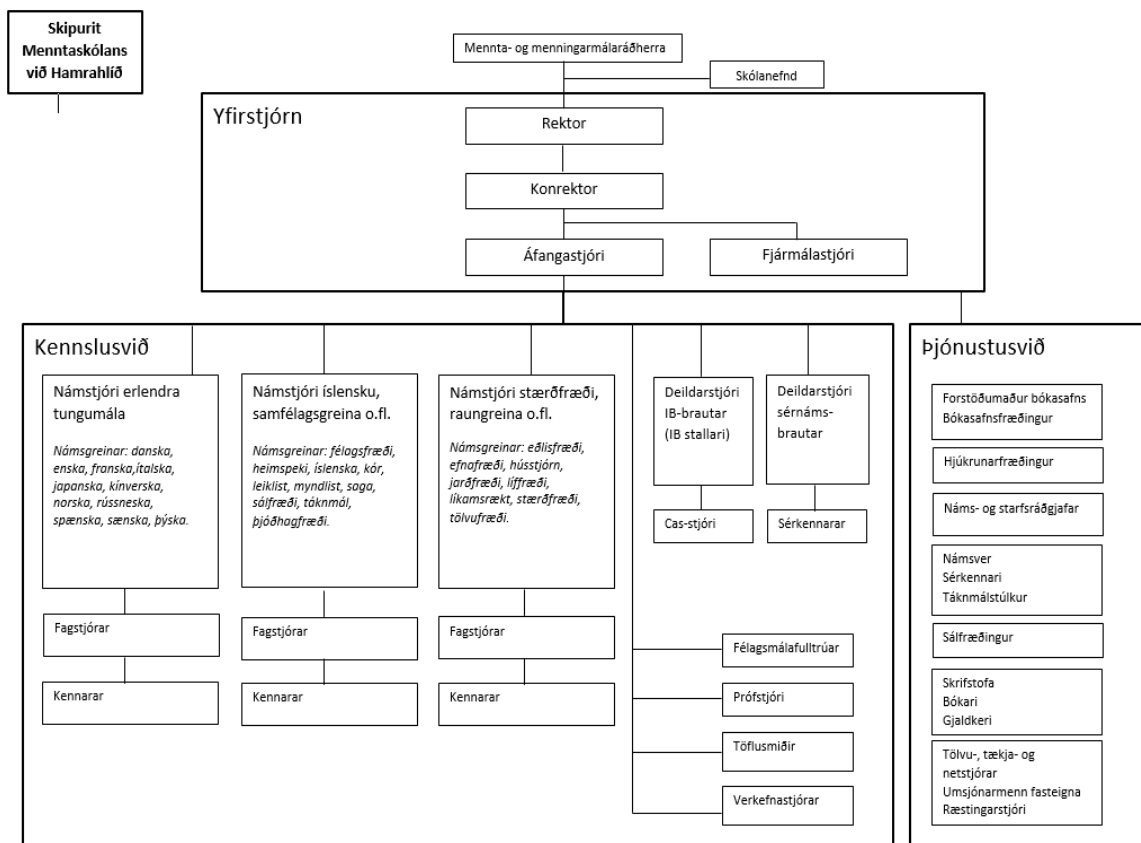 Skipurit
Menntaskólans
við Hamrahlíð
Mennta- og menningarmálaráðherra
Skólanefnd
Yfirstjórn
Rektor
Konrektor
Áfangastjóri
Fjármálastjóri
Kennslusvið
Námstjóri erlendra
tungumála
Námsgreinar: danska,
enska, franska,ítalska,
japanska, kínverska,
norska, rússneska,
spænska, sænska, þýska.
Fagstjórar
Kennarar
Námstjóri íslensku,
samfélagsgreina o.fl.
Námsgreinar: félagsfræði,
heimspeki, íslenska, kór,
leiklist, myndlist, saga,
sálfræði, táknmál,
þjóðhagfræði.
Fagstjórar
Kennarar
Námstjóri stærðfræði,
raungreina o.fl.
Námsgreinar: eðlisfræði,
efnafræði, hússtjórn,
jarðfræði, líffræði,
líkamsrækt, stærðfræði,
tölvufræði.
Fagstjórar
Kennarar
Deildarstjóri
IB-brautar
(IB stallari)
Cas-stjóri
Deildarstjóri
sérnáms-
brautar
Sérkennarar
Félagsmálafulltrúar
Prófstjóri
Töflusmiðir
Verkefnastjórar
Þjónustusvið
Forstöðumaður bókasafns
Bókasafnsfræðingur
Hjúkrunarfræðingur
Náms- og starfsráðgjafar
Námsver
Sérkennari
Táknmálstúlkur
Sálfræðingur
Skrifstofa
Bókari
Gjaldkeri
Tölvu-, tækja- og
netstjórar
Umsjónarmenn fasteigna
Ræstingarstjóri